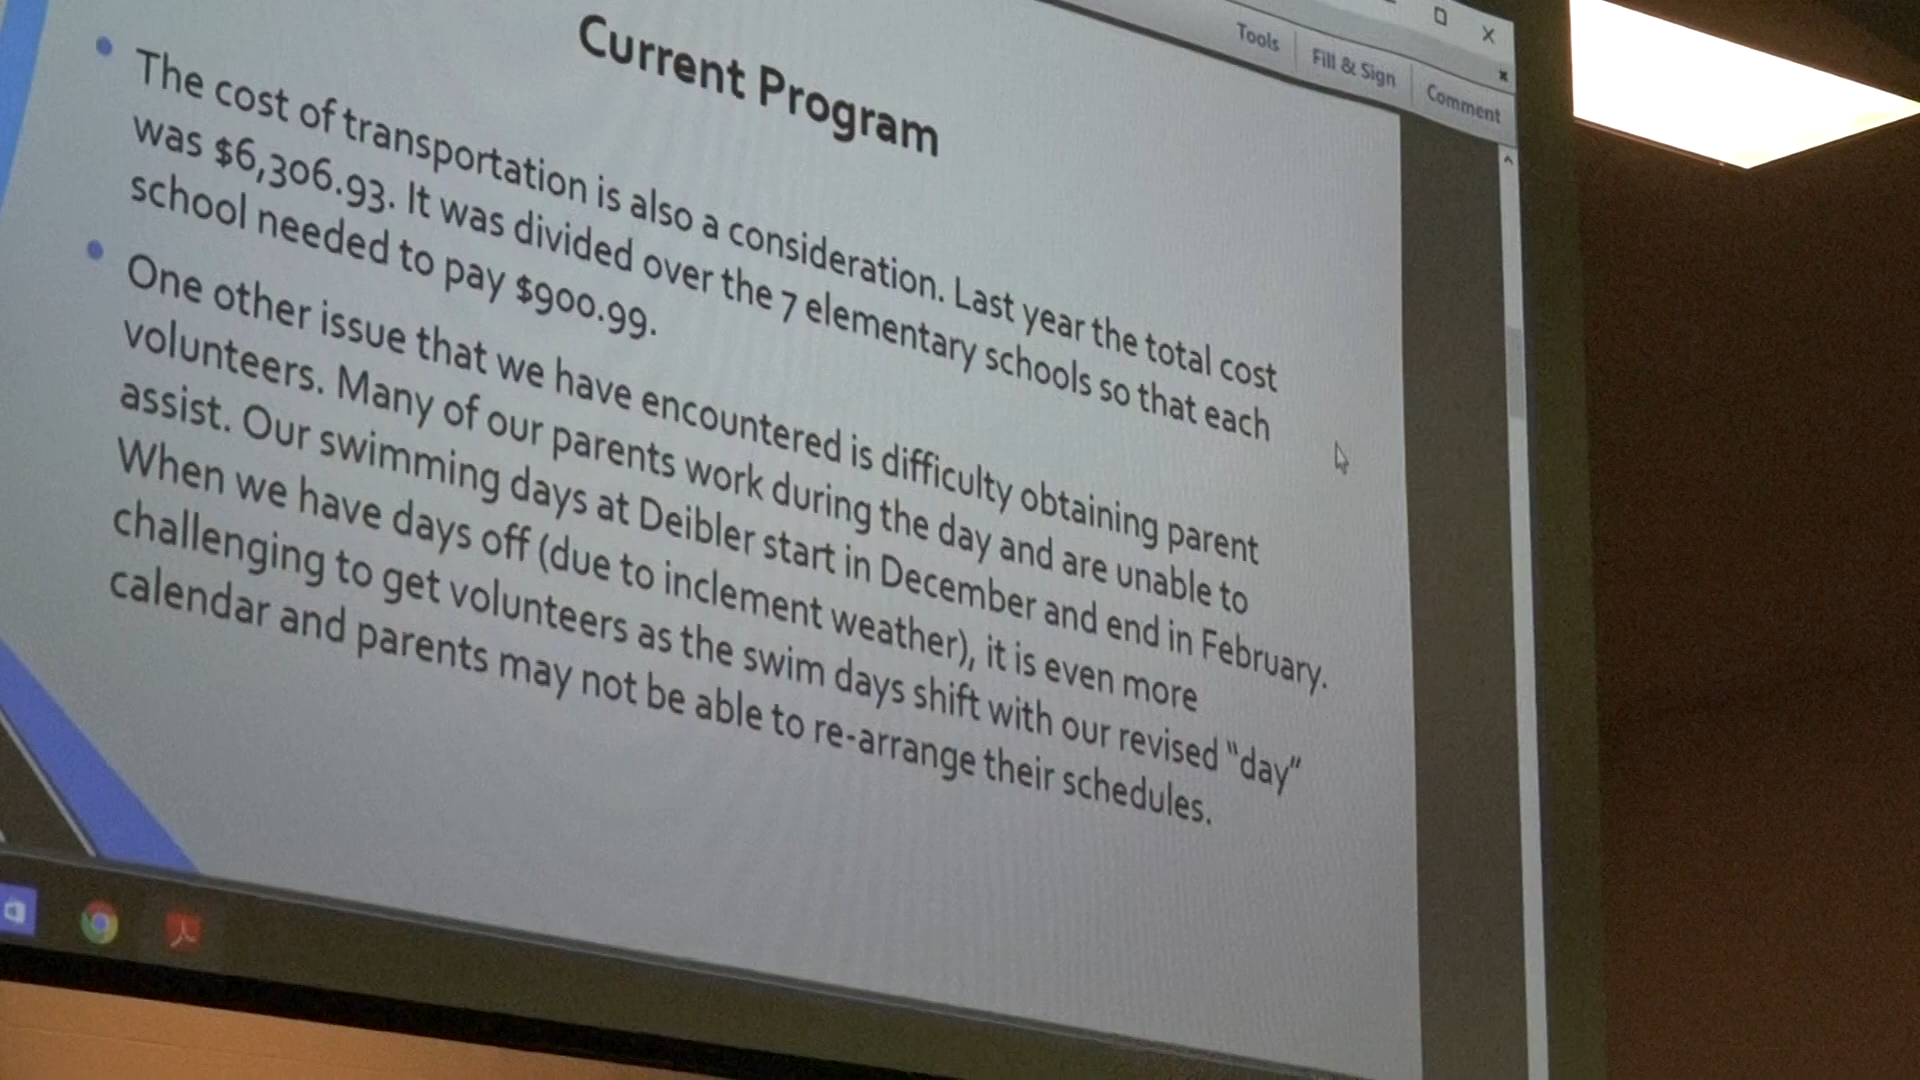 Tools Fill & Sign Comment
Current Program
• The cost of transportation is also a consideration. Last year the total cost
was $6,306.93. It was divided over the 7 elementary schools so that each
school needed to pay $900.99.
• One other issue that we have encountered is difficulty obtaining parent
volunteers. Many of our parents work during the day and are unable to
assist. Our swimming days at Deibler start in December and end in February.
When we have days off (due to inclement weather), it is even more
challenging to get volunteers as the swim days shift with our revised "day"
calendar and parents may not be able to re-arrange their schedules.